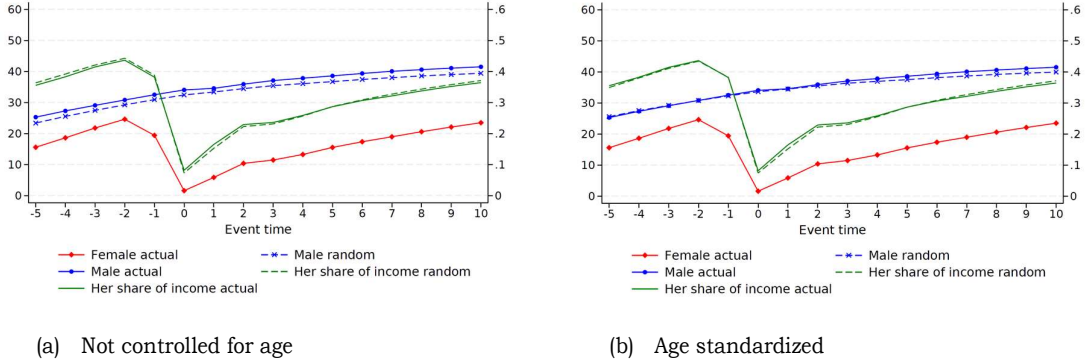 60
50
40
30
20
10
0
.6
.5
.4
.3
.2
.1
0
-5 -4 -3 -2 -1 0 1 2 3 4 5 6 7 8 9 10
Event time
Female actual
Male random
Male actual
Her share of income random
Her share of income actual
(a) Not controlled for age
60
50
40
30
20
10
0
.6
.5
.4
.3
.2
.1
0
-5 -4 -3 -2 -1 0 1 2 3 4 5 6 7 8 9 10
Event time
Female actual
Male random
Male actual
Her share of income random
Her share of income actual
(b) Age standardized